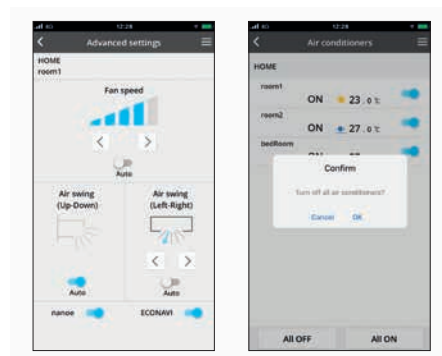 12:28
Advanced settings
HOME
room1
Fan speed
Auto
Air swing
(Up-Down)
Air swing
(Left-Right)
Auto
Auto
nanoe
ECONAVI
12:28
Air conditioners
HOME
room1
ON 23.0 ℃
room2
ON 27.0 ℃
bedRoom
Confirm
Turn off all air conditioners?
Cancel OK
All OFF All ON